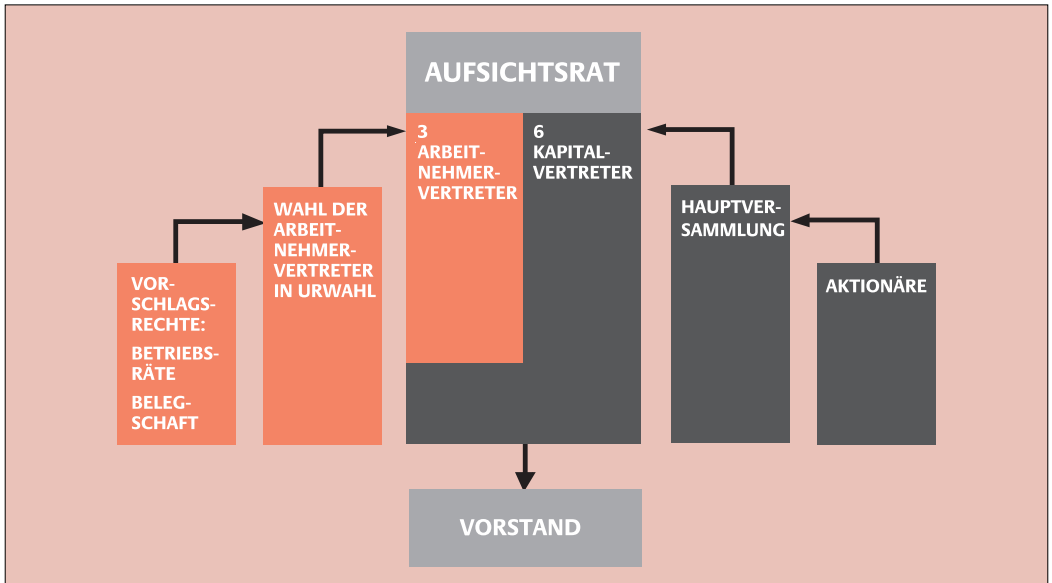 AUFSICHTSRAT
3
ARBEIT-
NEHMER-
VERTRETER
6
KAPITAL-
VERTRETER
WAHL DER
ARBEIT-
NEHMER-
VERTRETER
IN URWAHL
VOR-
SCHLAGS-
RECHTE:
BETRIEBS-
RÄTE
BELEG-
SCHAFT
HAUPTVER-
SAMMLUNG
AKTIONÄRE
VORSTAND